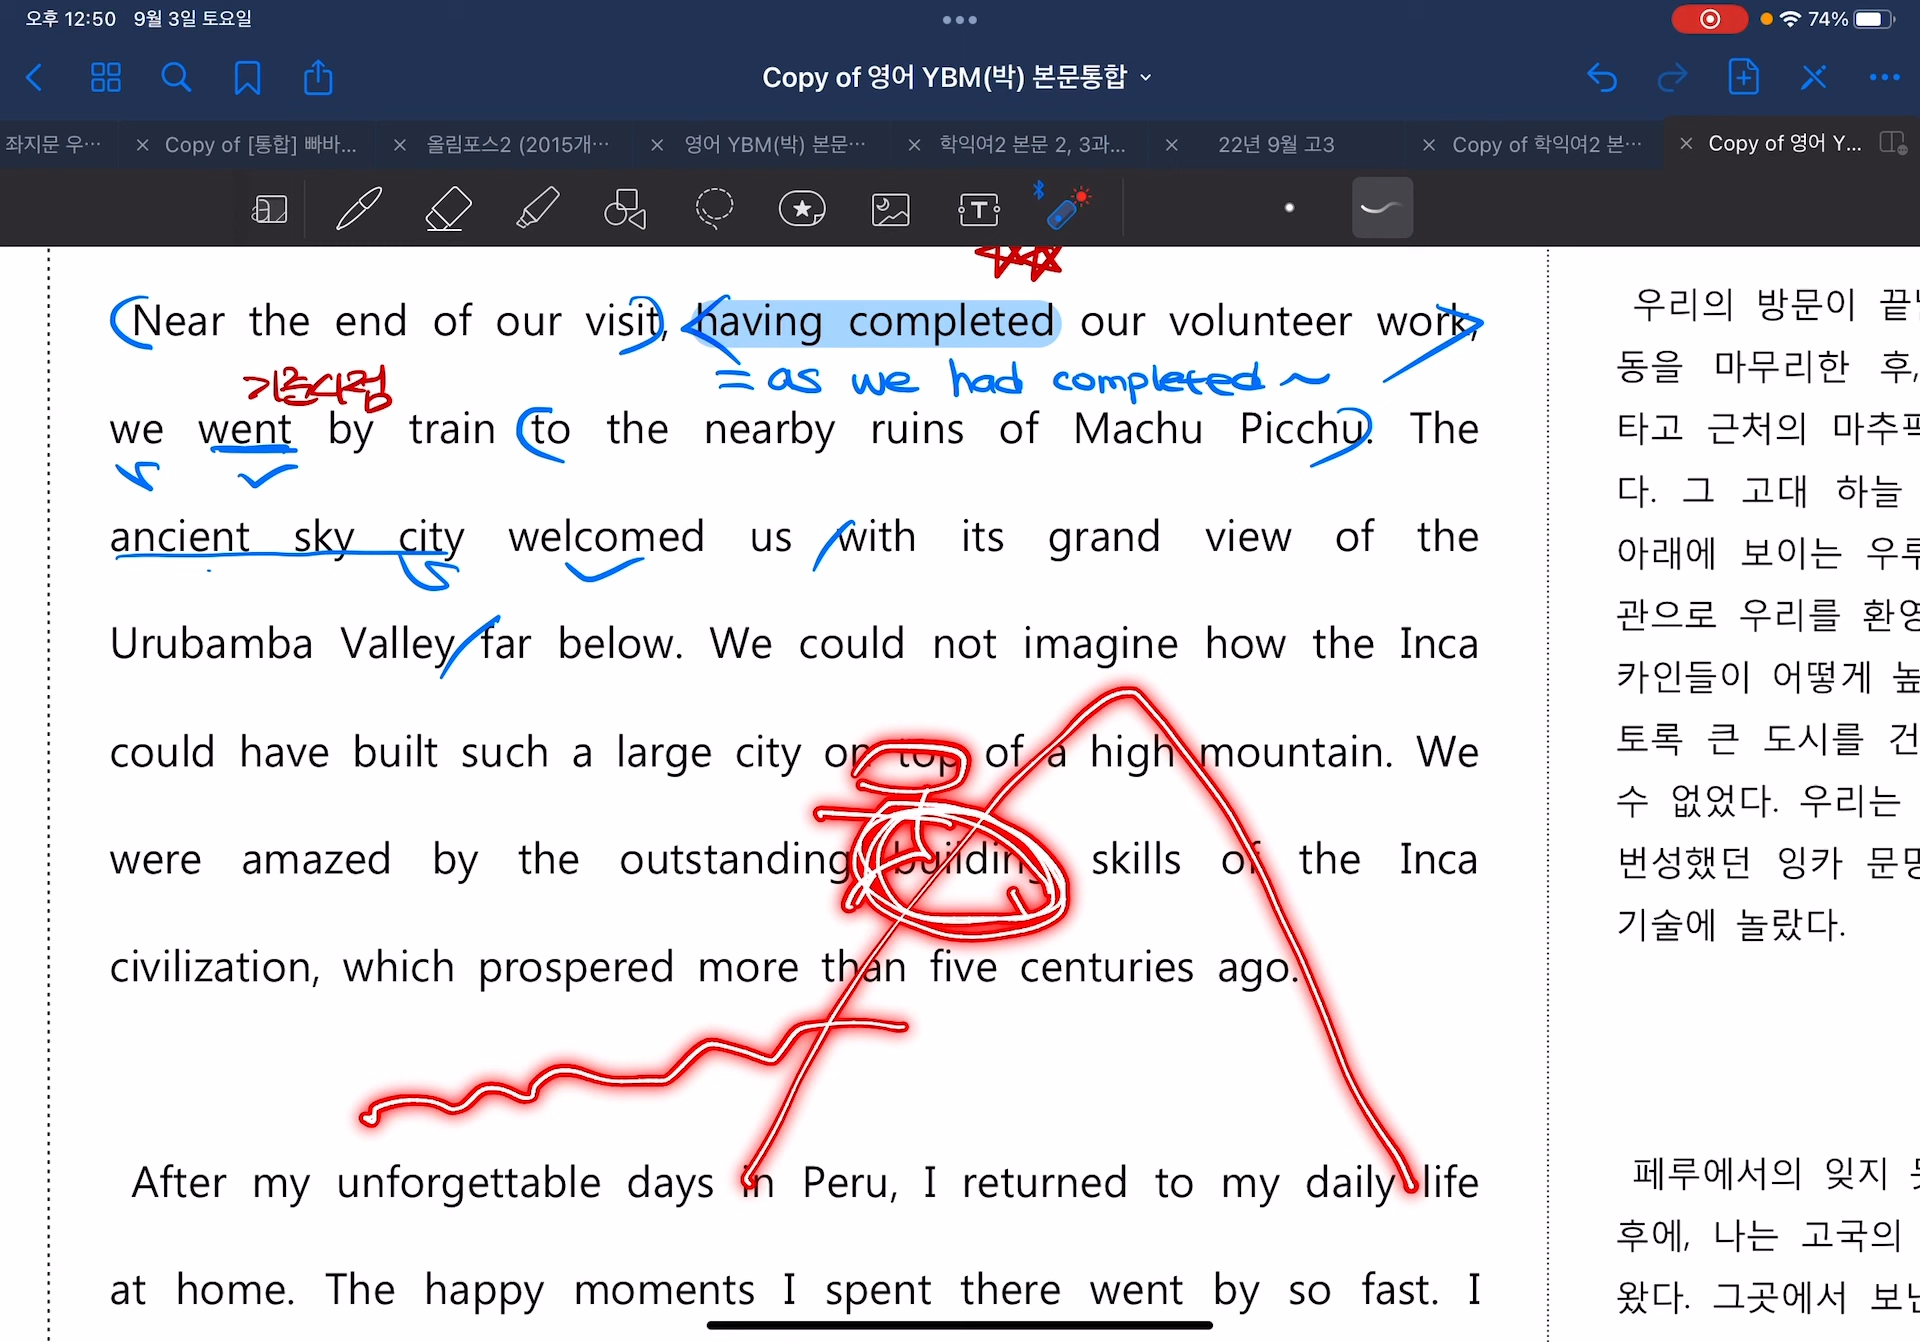 오후 12:50 9월 3일 토요일
74%
Copy of 영어 YBM(박) 본문통합
좌지문 우… Copy of [통합] 빠바… 올림포스2 (2015개… 영어 YBM(박) 본문… 학익여2 본문 2, 3과… 22년 9월 고3 Copy of 학익여2 본… Copy of 영어 Y…
T
Near the end of our visit, having completed our volunteer work,
기준시점 = as we had completed ~
we went by train to the nearby ruins of Machu Picchu. The
ancient sky city welcomed us with its grand view of the
Urubamba Valley far below. We could not imagine how the Inca
could have built such a large city on top of a high mountain. We
were amazed by the outstanding building skills of the Inca
civilization, which prospered more than five centuries ago.
After my unforgettable days in Peru, I returned to my daily life
at home. The happy moments I spent there went by so fast. I
우리의 방문이
동을 마무리한 후,
타고 근처의
다. 그 고대 하늘
아래에 보이는
관으로 우리를
카인들이 어떻게
토록 큰 도시를
수 없었다. 우리는
번성했던 잉카
기술에 놀랐다.
페루에서의 잊지
후에, 나는 고국의
왔다. 그곳에서